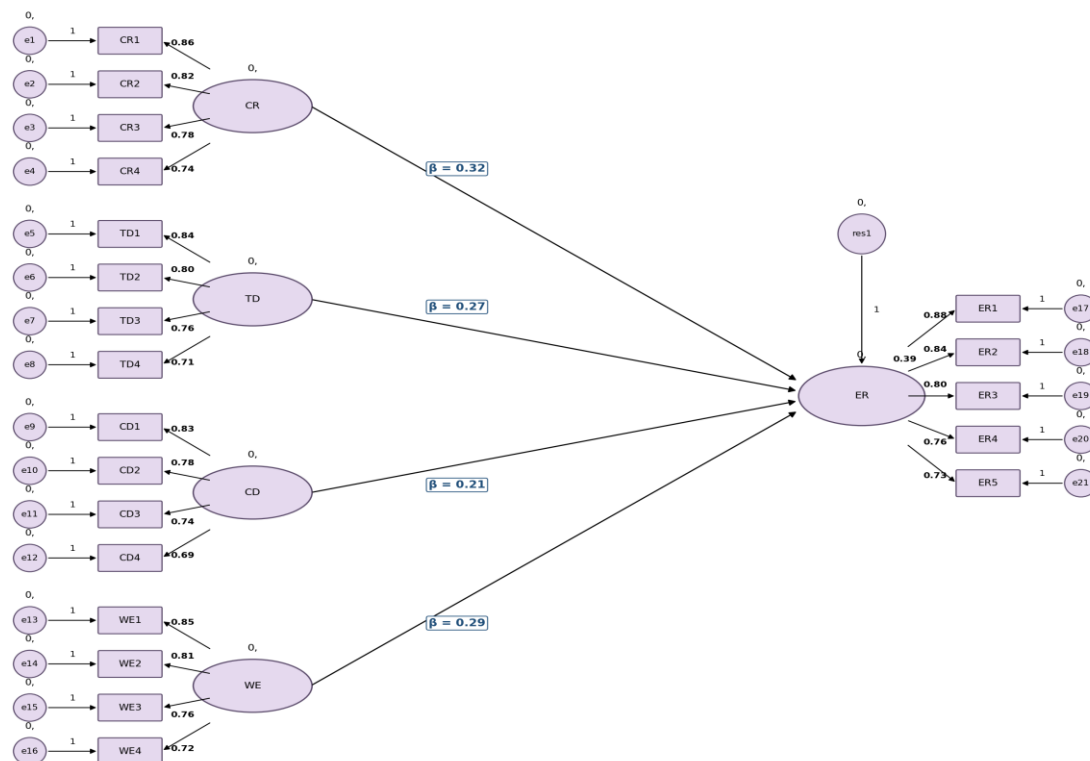 0,
e1
1
CR1
0.86
0,
e2
1
CR2
0.82
0,
e3
1
CR3
0.78
0,
e4
1
CR4
0.74
0,
CR
β = 0.32
0,
e5
1
TD1
0.84
0,
e6
1
TD2
0.80
0,
e7
1
TD3
0.76
0,
e8
1
TD4
0.71
0,
TD
β = 0.27
0,
e9
1
CD1
0.83
0,
e10
1
CD2
0.78
0,
e11
1
CD3
0.74
0,
e12
1
CD4
0.69
0,
CD
β = 0.21
0,
e13
1
WE1
0.85
0,
e14
1
WE2
0.81
0,
e15
1
WE3
0.76
0,
e16
1
WE4
0.72
0,
WE
β = 0.29
0,
res1
1
0,
ER
0.39
0.88
ER1
1
0,
e17
0.84
ER2
1
0,
e18
0.80
ER3
1
0,
e19
0.76
ER4
1
0,
e20
0.73
ER5
1
0,
e21